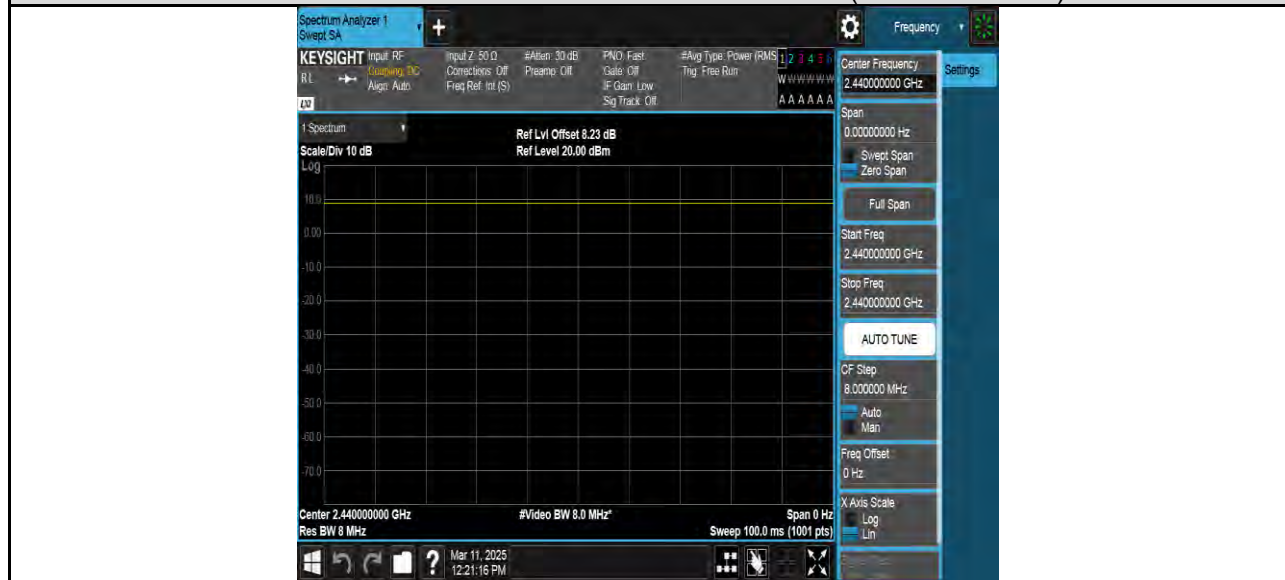 Spectrum Analyzer 1
Swept SA
+
Frequency
KEYSIGHT
Input: RF
Coupling: DC
Align: Auto
RL
LXI
Input Z: 50 Ω
Corrections: Off
Freq Ref: Int (S)
#Atten: 30 dB
Preamp: Off
PNO: Fast
Gate: Off
IF Gain: Low
Sig Track: Off
#Avg Type: Power (RMS
Trig: Free Run
1 2 3 4 5 6
W W W W W W
A A A A A A
Center Frequency
2.440000000 GHz
Settings
Span
0.00000000 Hz
Swept Span
Zero Span
Full Span
Start Freq
2.440000000 GHz
Stop Freq
2.440000000 GHz
AUTO TUNE
CF Step
8.000000 MHz
Auto
Man
Freq Offset
0 Hz
X Axis Scale
Log
Lin
1 Spectrum
Scale/Div 10 dB
Ref Lvl Offset 8.23 dB
Ref Level 20.00 dBm
Log
10.0
0.00
-10.0
-20.0
-30.0
-40.0
-50.0
-60.0
-70.0
Center 2.440000000 GHz
#Video BW 8.0 MHz*
Span 0 Hz
Res BW 8 MHz
Sweep 100.0 ms (1001 pts)
?
Mar 11, 2025
12:21:16 PM